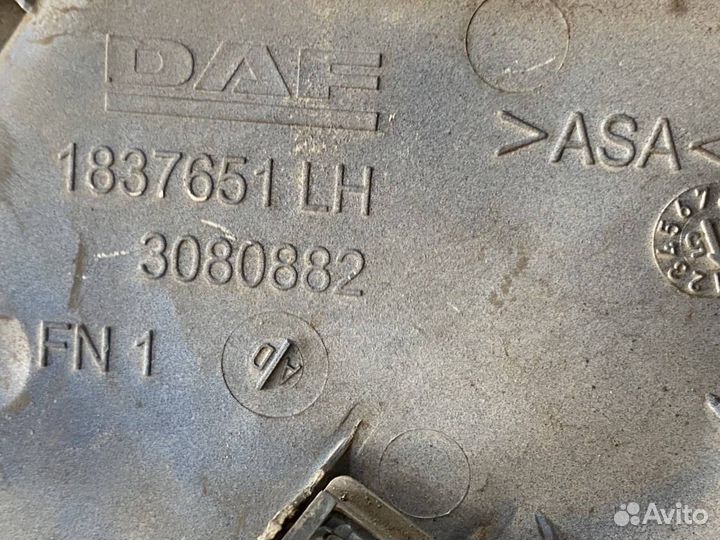 DAF
>ASA<
1837651 LH
3080882
FN 1
Avito